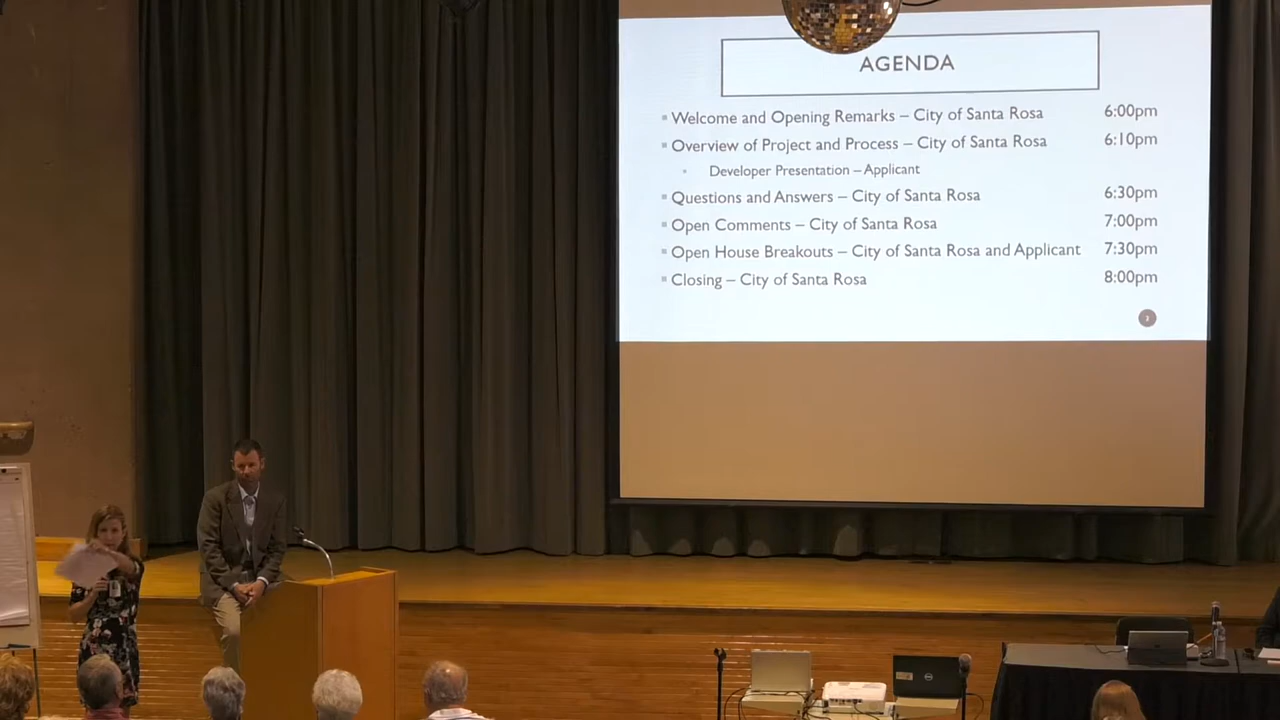 AGENDA
Welcome and Opening Remarks – City of Santa Rosa 6:00pm
Overview of Project and Process – City of Santa Rosa 6:10pm
Developer Presentation – Applicant
Questions and Answers – City of Santa Rosa 6:30pm
Open Comments – City of Santa Rosa 7:00pm
Open House Breakouts – City of Santa Rosa and Applicant 7:30pm
Closing – City of Santa Rosa 8:00pm